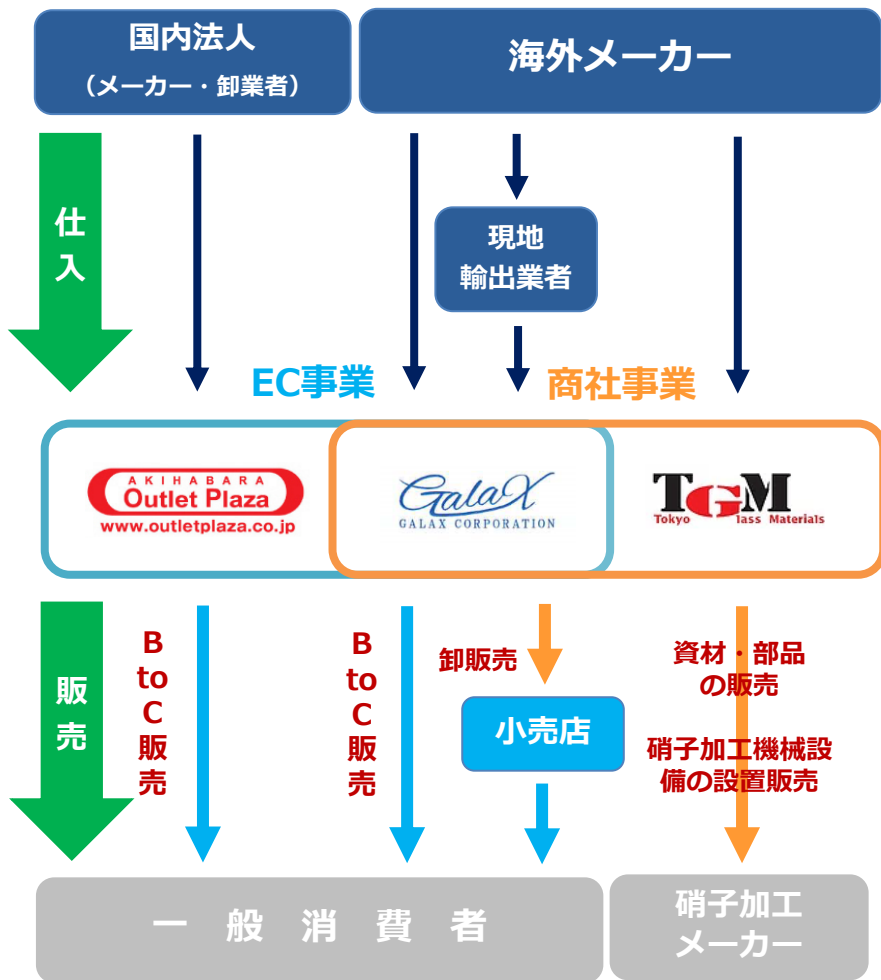 国内法人
（メーカー・卸業者）
海外メーカー
仕
入
現地
輸出業者
EC事業
商社事業
AKIHABARA
Outlet Plaza
www.outletplaza.co.jp
GalaX
GALAX CORPORATION
TGM
Tokyo Glass Materials
販
売
B
to
C
販
売
B
to
C
販
売
卸販売
小売店
資材・部品
の販売
硝子加工機械設
備の設置販売
一般消費者
硝子加工
メーカー